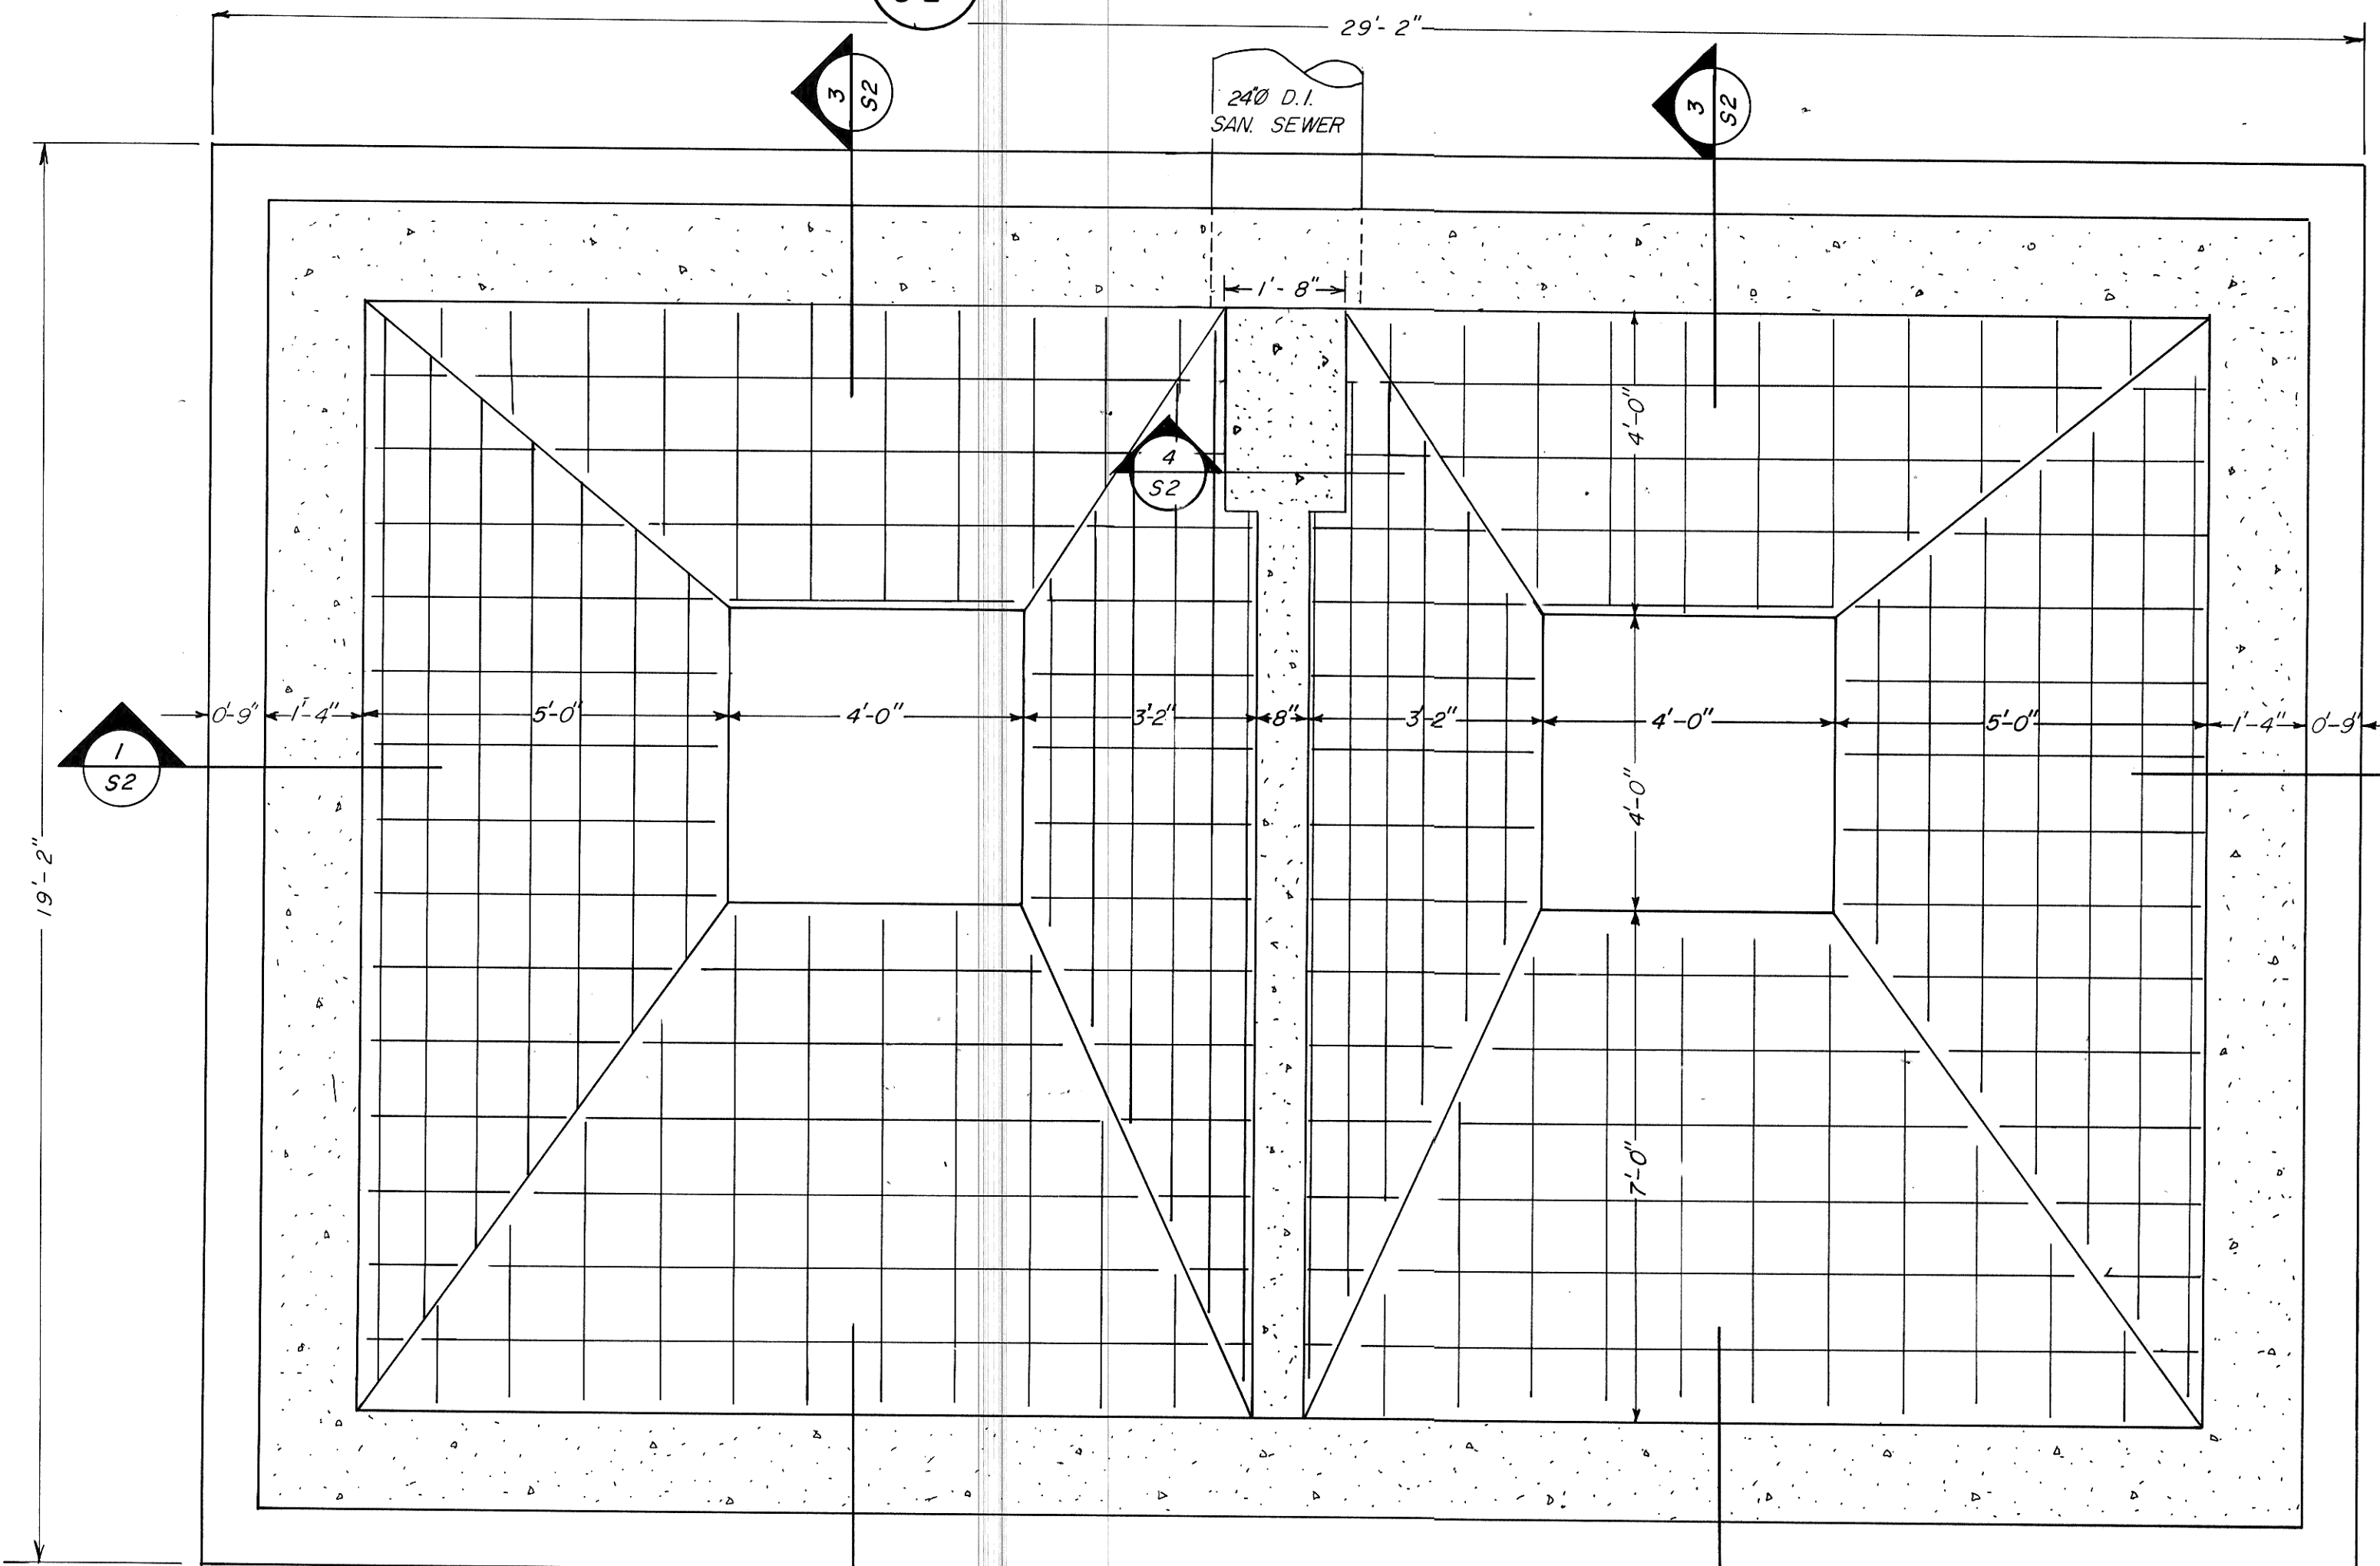 29'-2"
3
S2
24"Ø D.I.
SAN. SEWER
3
S2
1'-8"
4'-0"
4
S2
0'-9" 1'-4" 5'-0" 4'-0" 3'-2" 8" 3'-2" 4'-0" 5'-0" 1'-4" 0'-9"
1
S2
4'-0"
19'-2"
7'-0"